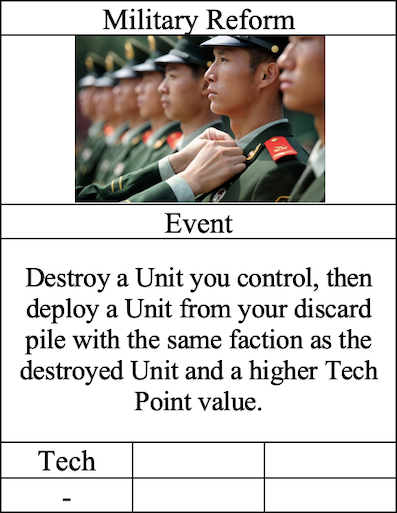 Military Reform
Event
Destroy a Unit you control, then
deploy a Unit from your discard
pile with the same faction as the
destroyed Unit and a higher Tech
Point value.
Tech
-